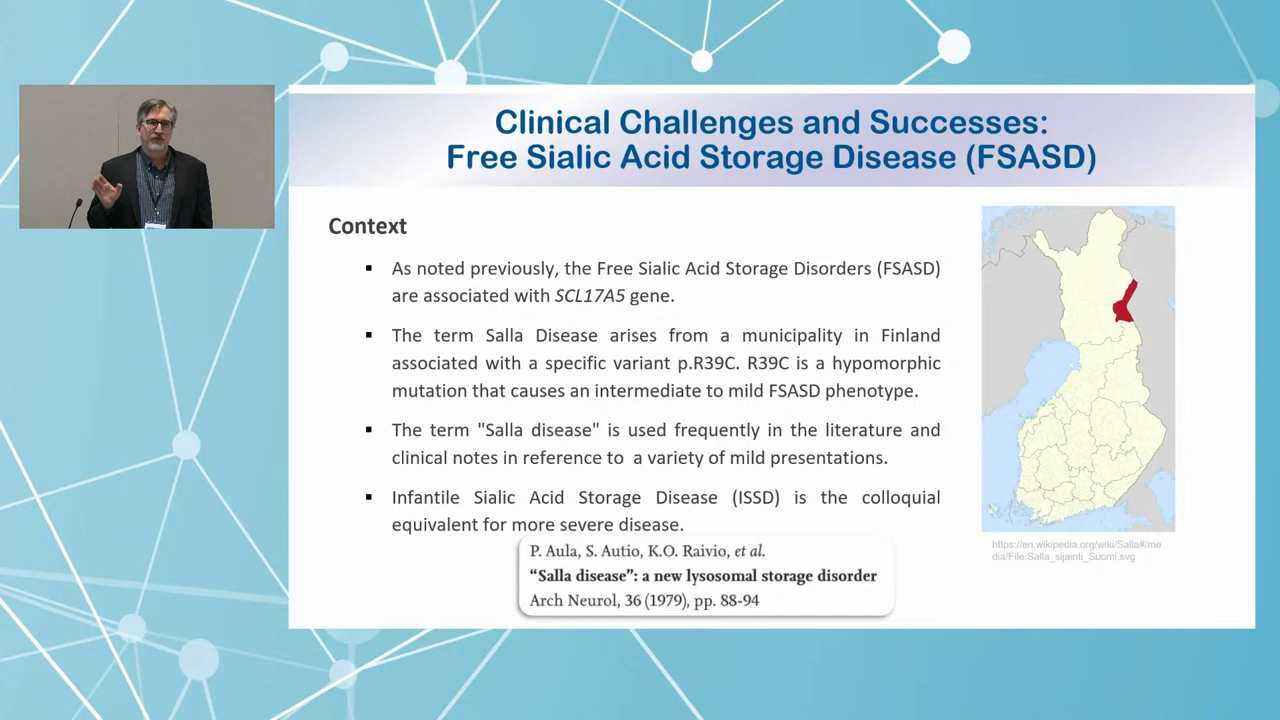 Clinical Challenges and Successes:
Free Sialic Acid Storage Disease (FSASD)
Context
▪ As noted previously, the Free Sialic Acid Storage Disorders (FSASD)
are associated with SCL17A5 gene.
▪ The term Salla Disease arises from a municipality in Finland
associated with a specific variant p.R39C. R39C is a hypomorphic
mutation that causes an intermediate to mild FSASD phenotype.
▪ The term "Salla disease" is used frequently in the literature and
clinical notes in reference to a variety of mild presentations.
▪ Infantile Sialic Acid Storage Disease (ISSD) is the colloquial
equivalent for more severe disease.
P. Aula, S. Autio, K.O. Raivio, et al.
“Salla disease”: a new lysosomal storage disorder
Arch Neurol, 36 (1979), pp. 88-94
https://en.wikipedia.org/wiki/Salla#/me
dia/File:Salla_sijainti_Suomi.svg